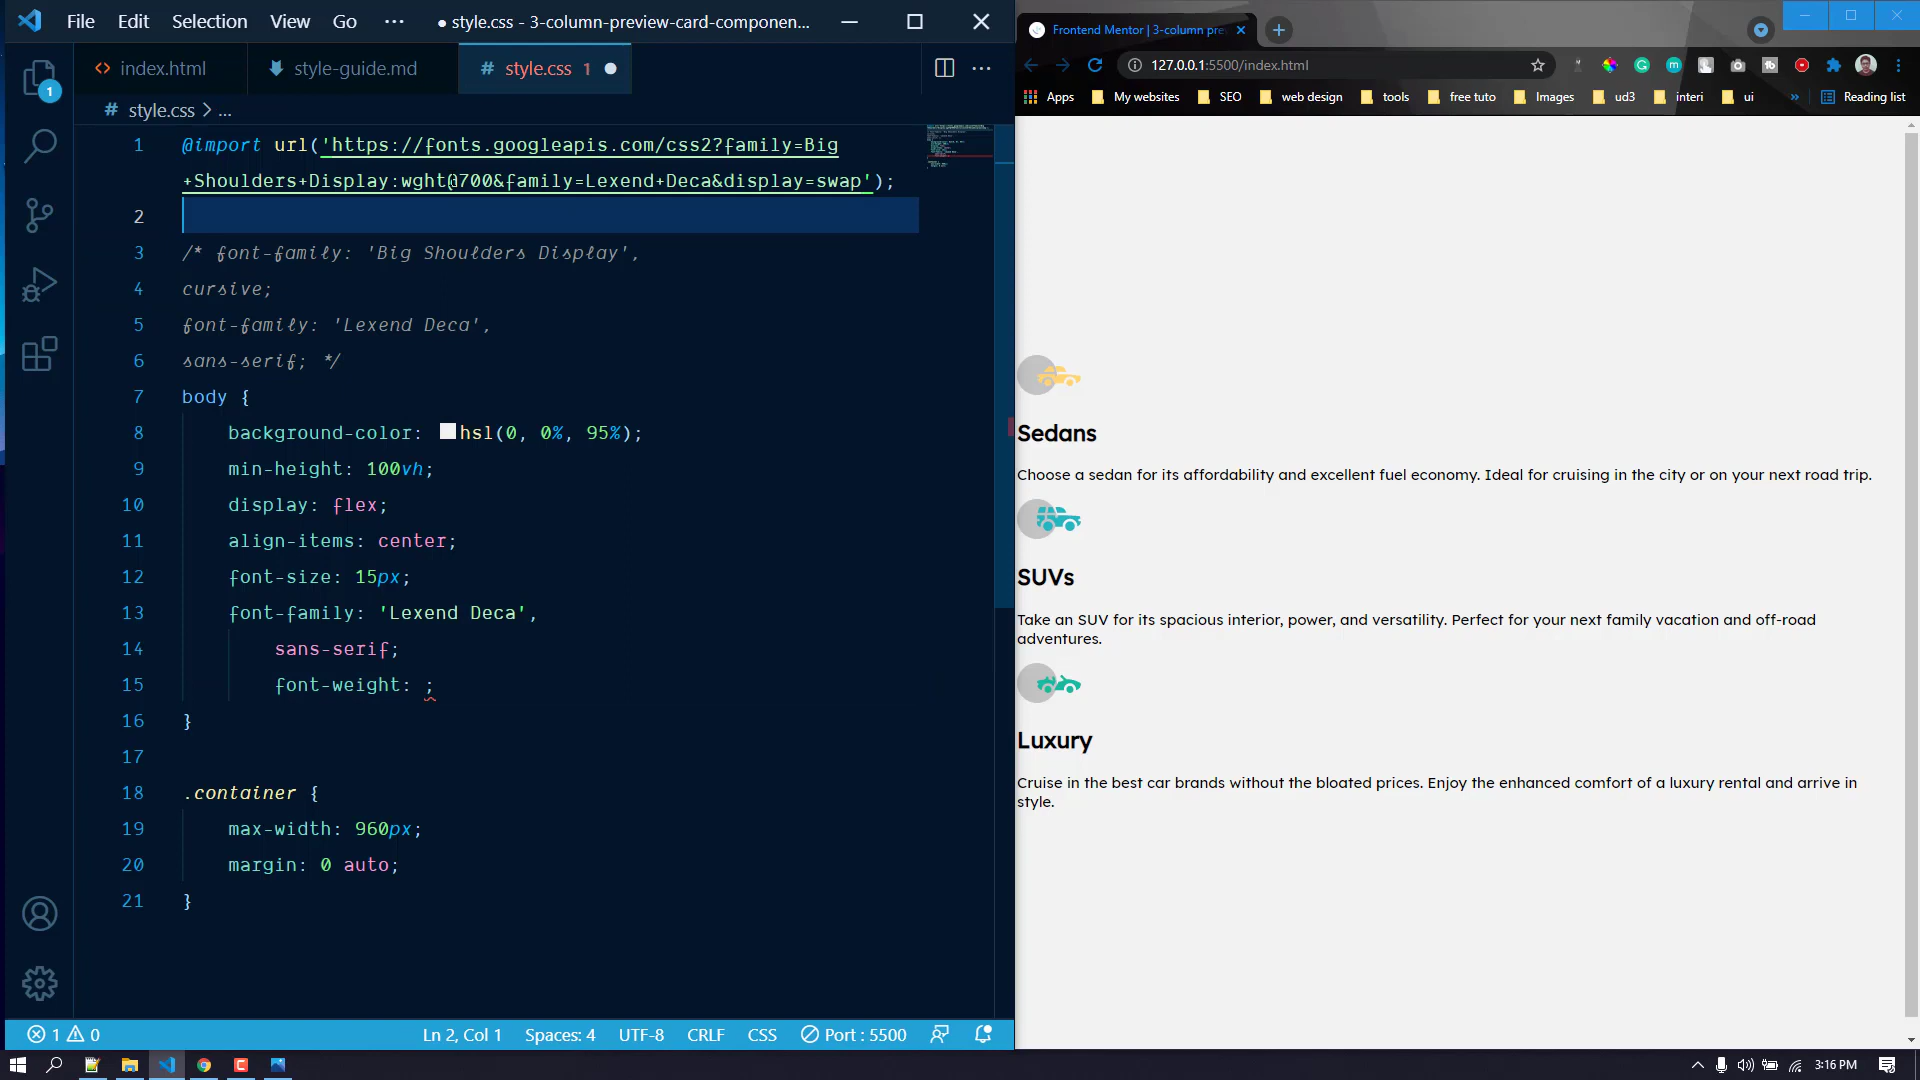 File Edit Selection View Go ··· ● style.css - 3-column-preview-card-componen...
index.html style-guide.md # style.css 1
# style.css > ...
1 @import url('https://fonts.googleapis.com/css2?family=Big
+Shoulders+Display:wght@700&family=Lexend+Deca&display=swap');
2
3 /* font-family: 'Big Shoulders Display',
4 cursive;
5 font-family: 'Lexend Deca',
6 sans-serif; */
7 body {
8 background-color: hsl(0, 0%, 95%);
9 min-height: 100vh;
10 display: flex;
11 align-items: center;
12 font-size: 15px;
13 font-family: 'Lexend Deca',
14 sans-serif;
15 font-weight: ;
16 }
17
18 .container {
19 max-width: 960px;
20 margin: 0 auto;
21 }
1
1 0 Ln 2, Col 1 Spaces: 4 UTF-8 CRLF CSS Port : 5500
Frontend Mentor | 3-column pre
127.0.0.1:5500/index.html
Apps My websites SEO web design tools free tuto Images ud3 interi ui » Reading list
Sedans
Choose a sedan for its affordability and excellent fuel economy. Ideal for cruising in the city or on your next road trip.
SUVs
Take an SUV for its spacious interior, power, and versatility. Perfect for your next family vacation and off-road
adventures.
Luxury
Cruise in the best car brands without the bloated prices. Enjoy the enhanced comfort of a luxury rental and arrive in
style.
3:16 PM